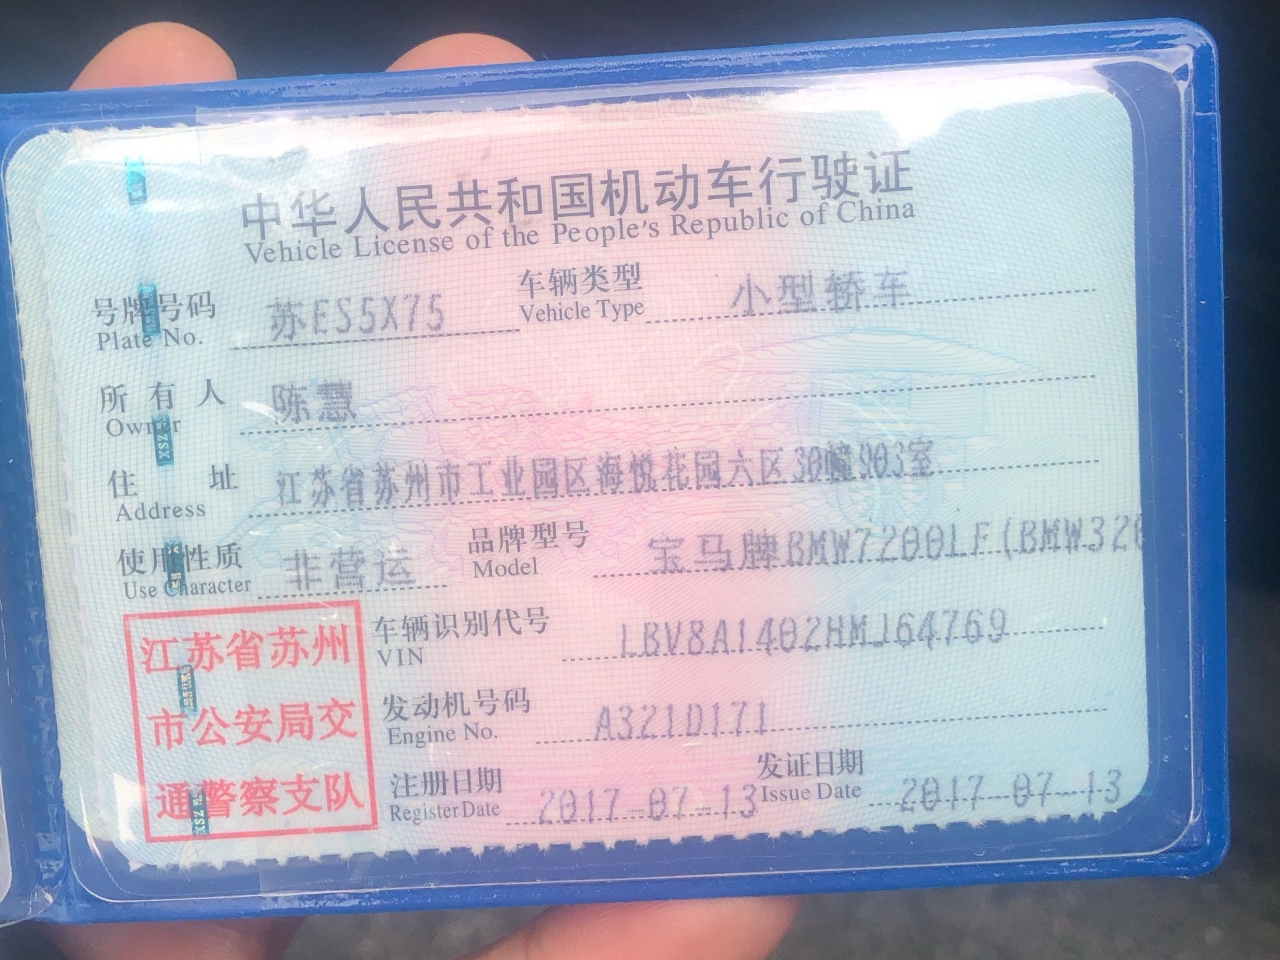 中华人民共和国机动车行驶证
Vehicle License of the People's Republic of China
号牌号码 苏ES5X75 车辆类型 小型轿车
Plate No. Vehicle Type
所有人 陈慧
Owner
住址 江苏省苏州市工业园区海悦花园六区30幢903室
Address
使用性质 非营运 品牌型号 宝马牌BMW7200LF(BMW320
Use Character Model
江苏省苏州
市公安局交
通警察支队
车辆识别代号 LBV8A1402HMJ64769
VIN
发动机号码 A321D171
Engine No.
注册日期 2017-07-13 发证日期 2017-07-13
Register Date Issue Date